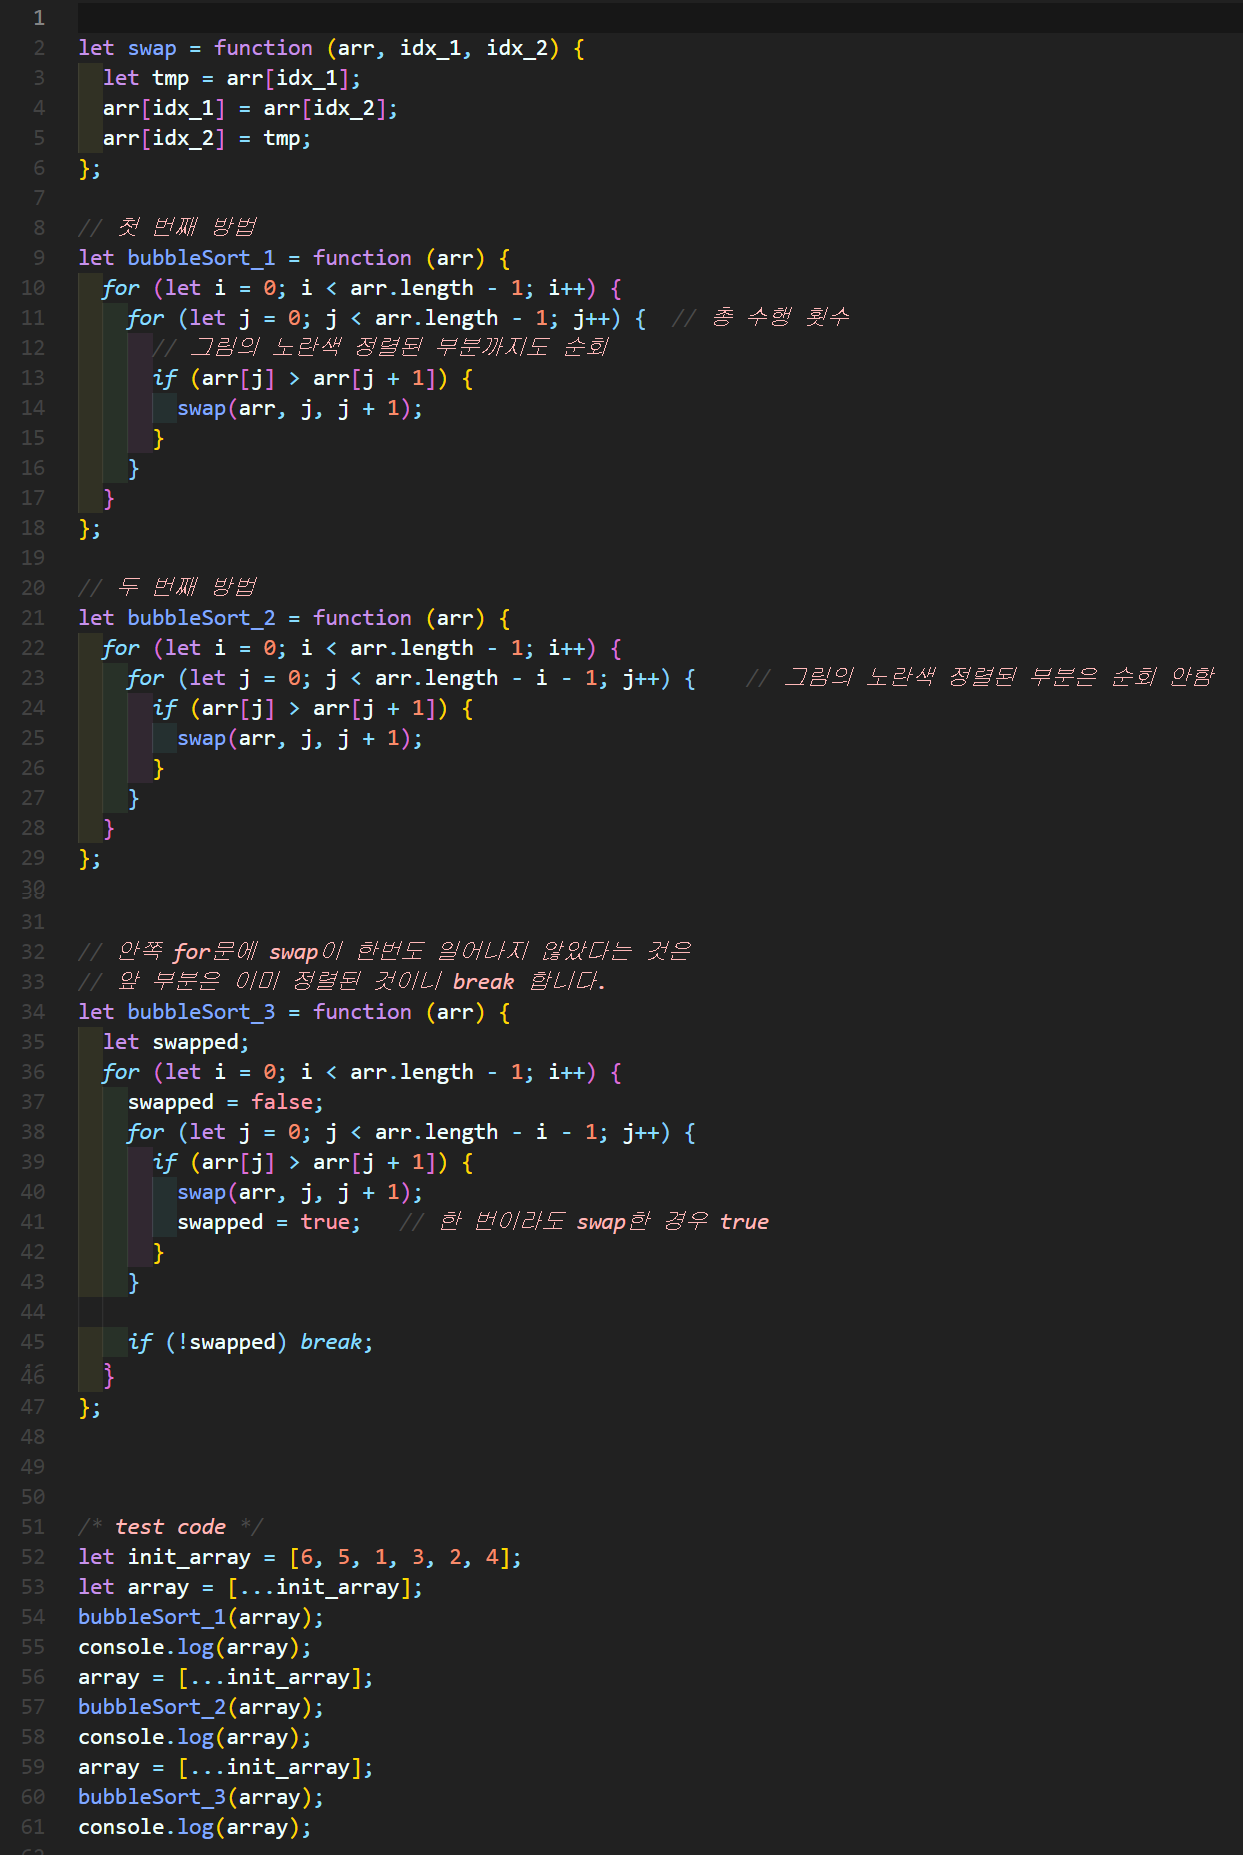 1
2 let swap = function (arr, idx_1, idx_2) {
3 let tmp = arr[idx_1];
4 arr[idx_1] = arr[idx_2];
5 arr[idx_2] = tmp;
6 };
7
8 // 첫 번째 방법
9 let bubbleSort_1 = function (arr) {
10 for (let i = 0; i < arr.length - 1; i++) {
11 for (let j = 0; j < arr.length - 1; j++) { // 총 수행 횟수
12 // 그림의 노란색 정렬된 부분까지도 순회
13 if (arr[j] > arr[j + 1]) {
14 swap(arr, j, j + 1);
15 }
16 }
17 }
18 };
19
20 // 두 번째 방법
21 let bubbleSort_2 = function (arr) {
22 for (let i = 0; i < arr.length - 1; i++) {
23 for (let j = 0; j < arr.length - i - 1; j++) { // 그림의 노란색 정렬된 부분은 순회 안함
24 if (arr[j] > arr[j + 1]) {
25 swap(arr, j, j + 1);
26 }
27 }
28 }
29 };
30
31
32 // 안쪽 for문에 swap이 한번도 일어나지 않았다는 것은
33 // 앞 부분은 이미 정렬된 것이니 break 합니다.
34 let bubbleSort_3 = function (arr) {
35 let swapped;
36 for (let i = 0; i < arr.length - 1; i++) {
37 swapped = false;
38 for (let j = 0; j < arr.length - i - 1; j++) {
39 if (arr[j] > arr[j + 1]) {
40 swap(arr, j, j + 1);
41 swapped = true; // 한 번이라도 swap한 경우 true
42 }
43 }
44
45 if (!swapped) break;
46 }
47 };
48
49
50
51 /* test code */
52 let init_array = [6, 5, 1, 3, 2, 4];
53 let array = [...init_array];
54 bubbleSort_1(array);
55 console.log(array);
56 array = [...init_array];
57 bubbleSort_2(array);
58 console.log(array);
59 array = [...init_array];
60 bubbleSort_3(array);
61 console.log(array);